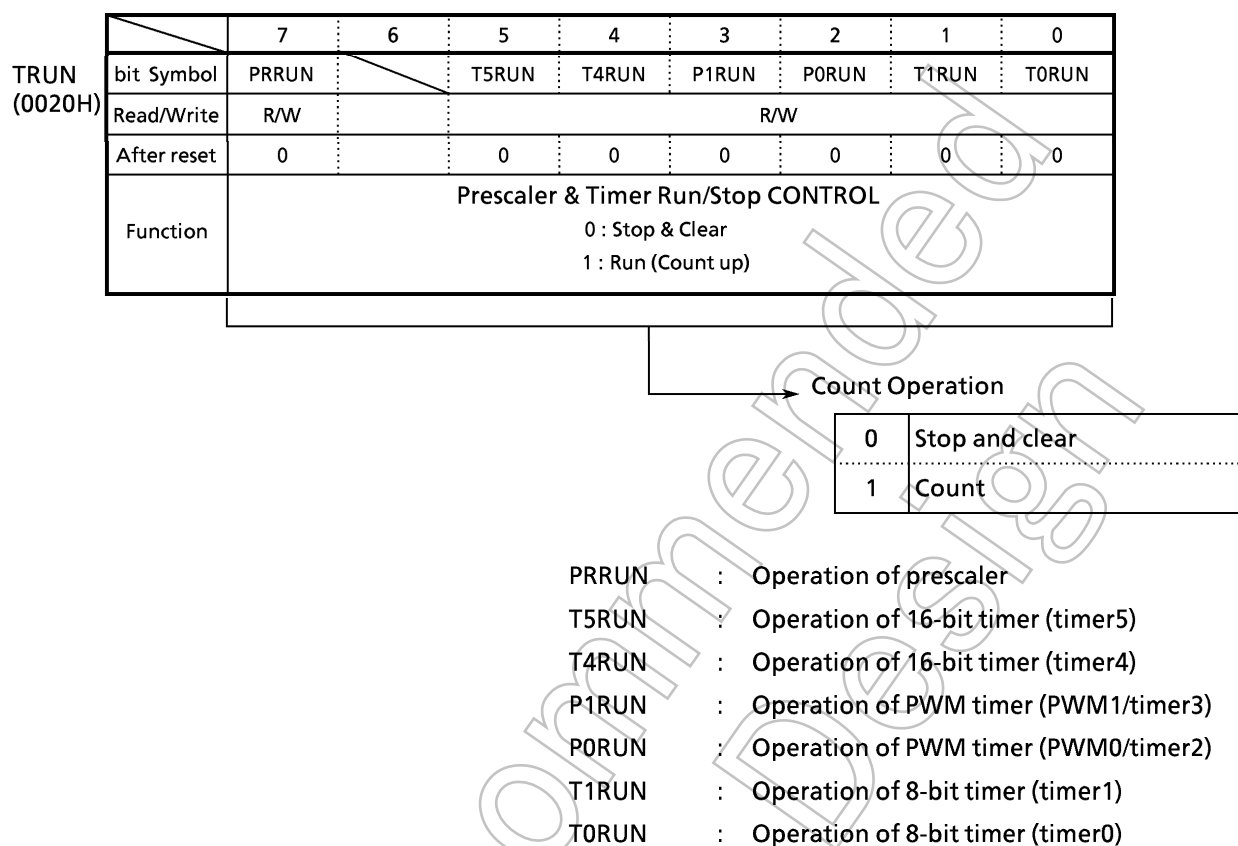 7 6 5 4 3 2 1 0
TRUN (0020H) bit Symbol PRRUN T5RUN T4RUN P1RUN P0RUN T1RUN T0RUN
Read/Write R/W R/W
After reset 0 0 0 0 0 0 0
Function Prescaler & Timer Run/Stop CONTROL
0 : Stop & Clear
1 : Run (Count up)
Count Operation
0 Stop and clear
1 Count
PRRUN : Operation of prescaler
T5RUN : Operation of 16-bit timer (timer5)
T4RUN : Operation of 16-bit timer (timer4)
P1RUN : Operation of PWM timer (PWM1/timer3)
P0RUN : Operation of PWM timer (PWM0/timer2)
T1RUN : Operation of 8-bit timer (timer1)
T0RUN : Operation of 8-bit timer (timer0)
ommended
Design